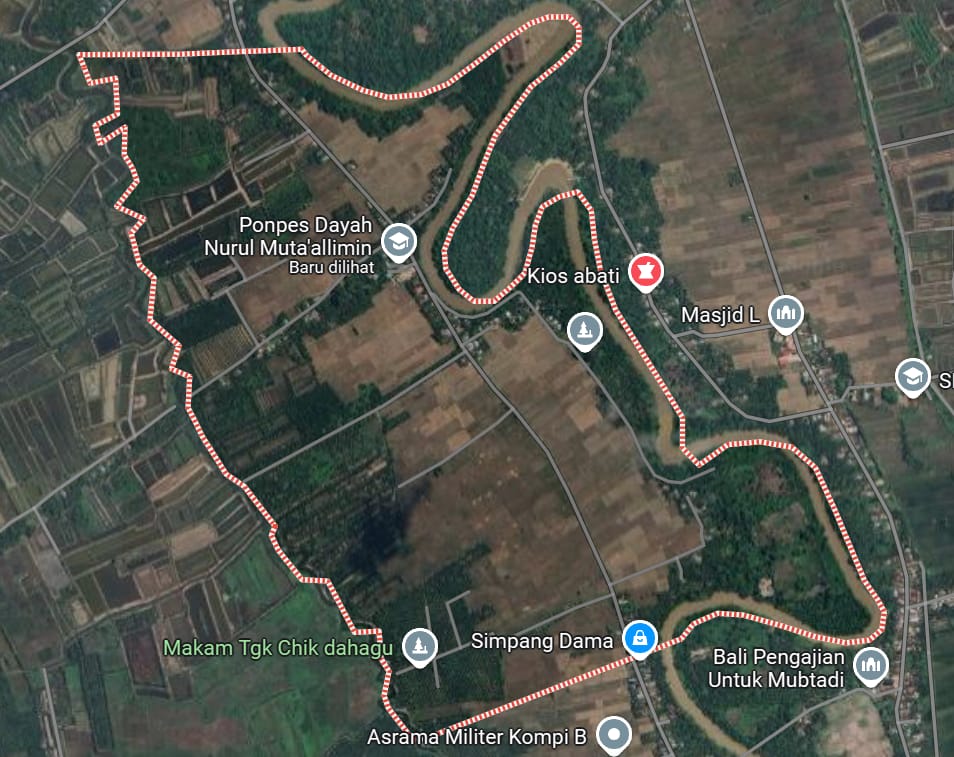 Ponpes Dayah
Nurul Muta'allimin
Baru dilihat
Kios abati
Masjid L
Makam Tgk Chik dahagu
Simpang Dama
Bali Pengajian
Untuk Mubtadi
Asrama Militer Kompi B